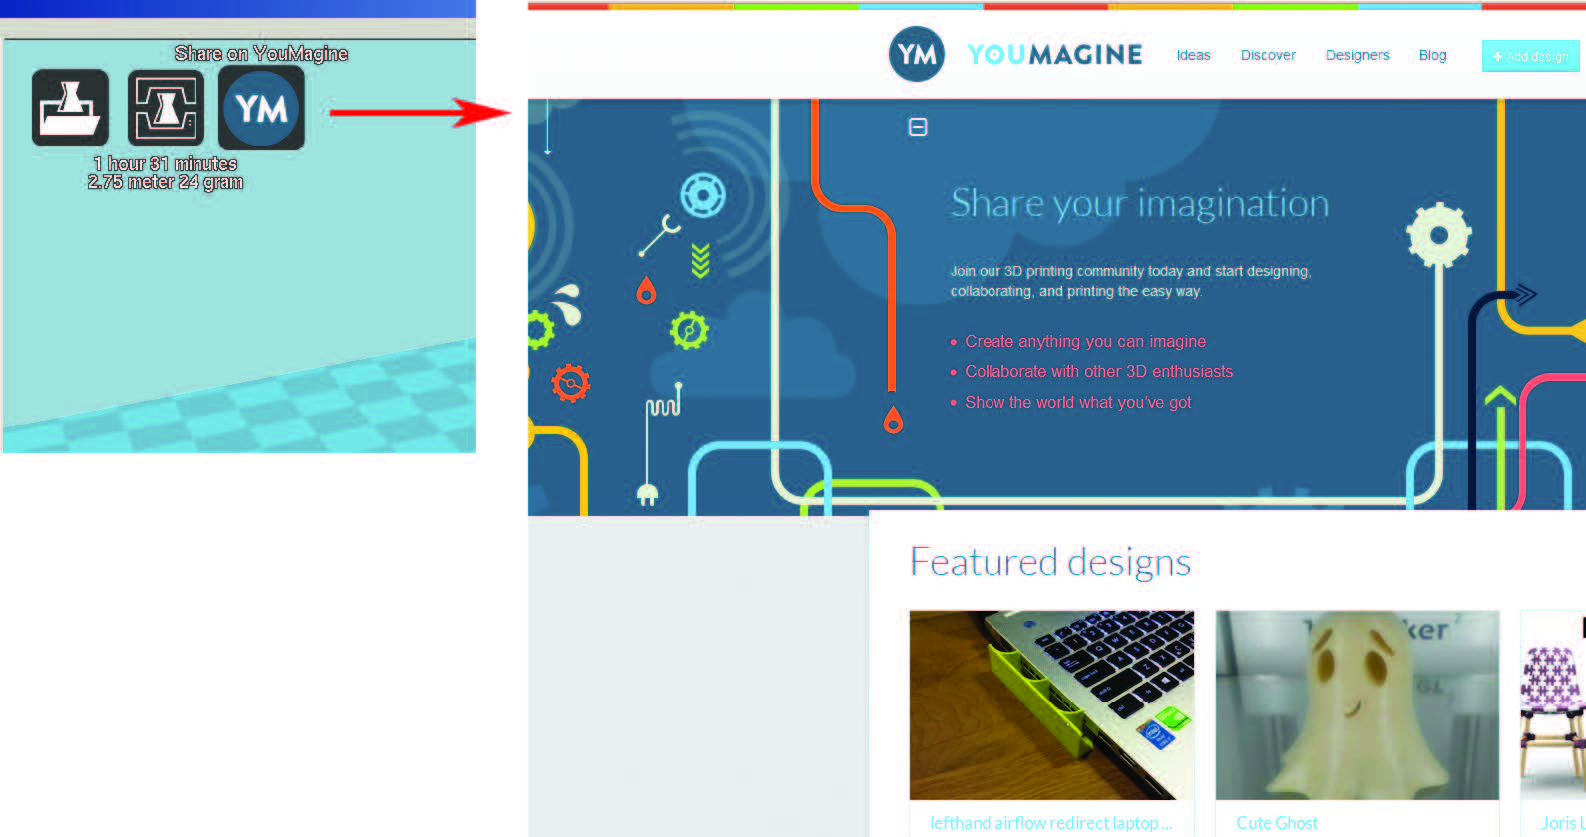 Share on YouMagine
YM
1 hour 31 minutes
2.75 meter 24 gram
YM YOUMAGINE
Ideas Discover Designers Blog + Add design
Share your imagination
Join our 3D printing community today and start designing,
collaborating, and printing the easy way.
• Create anything you can imagine
• Collaborate with other 3D enthusiasts
• Show the world what you've got
Featured designs
lefthand airflow redirect laptop ...
Cute Ghost
Joris L